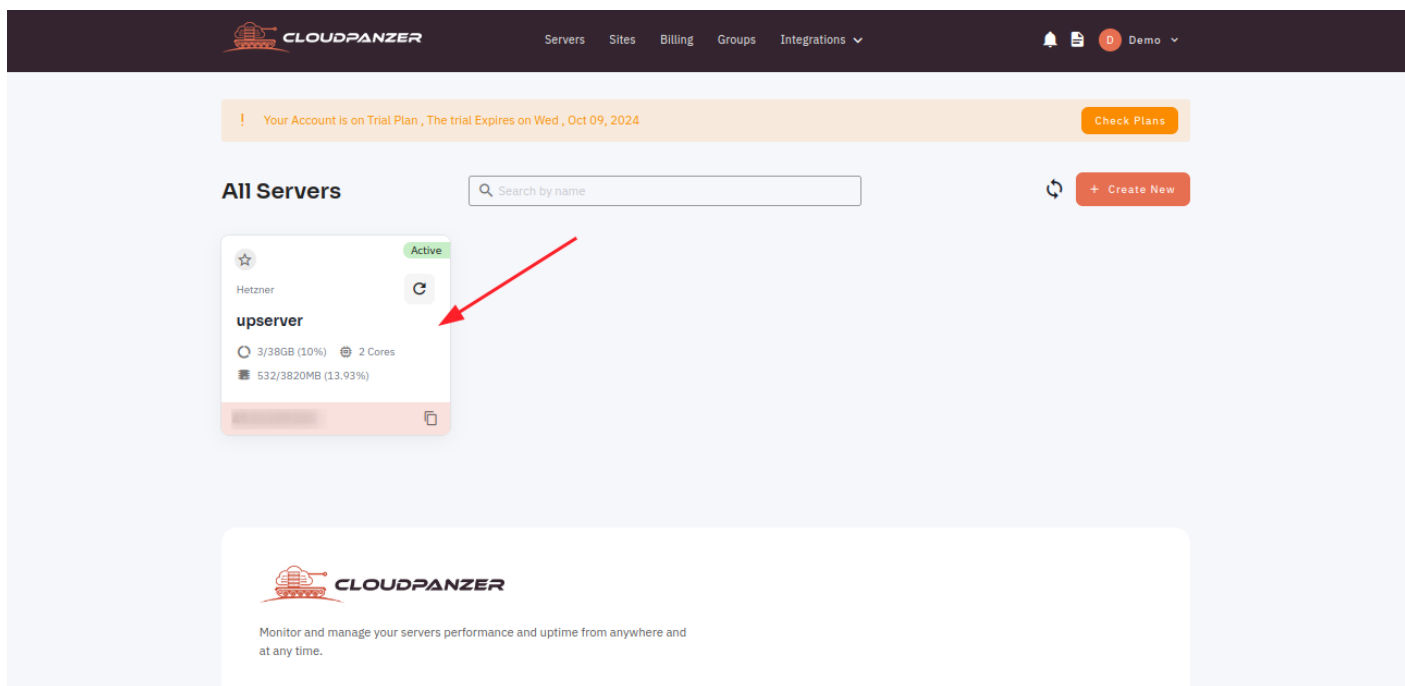 CLOUDPANZER
Servers Sites Billing Groups Integrations
D Demo
! Your Account is on Trial Plan , The trial Expires on Wed , Oct 09, 2024
Check Plans
All Servers
Search by name
+ Create New
Active
Hetzner
upserver
3/38GB (10%) 2 Cores
532/3820MB (13.93%)
CLOUDPANZER
Monitor and manage your servers performance and uptime from anywhere and
at any time.